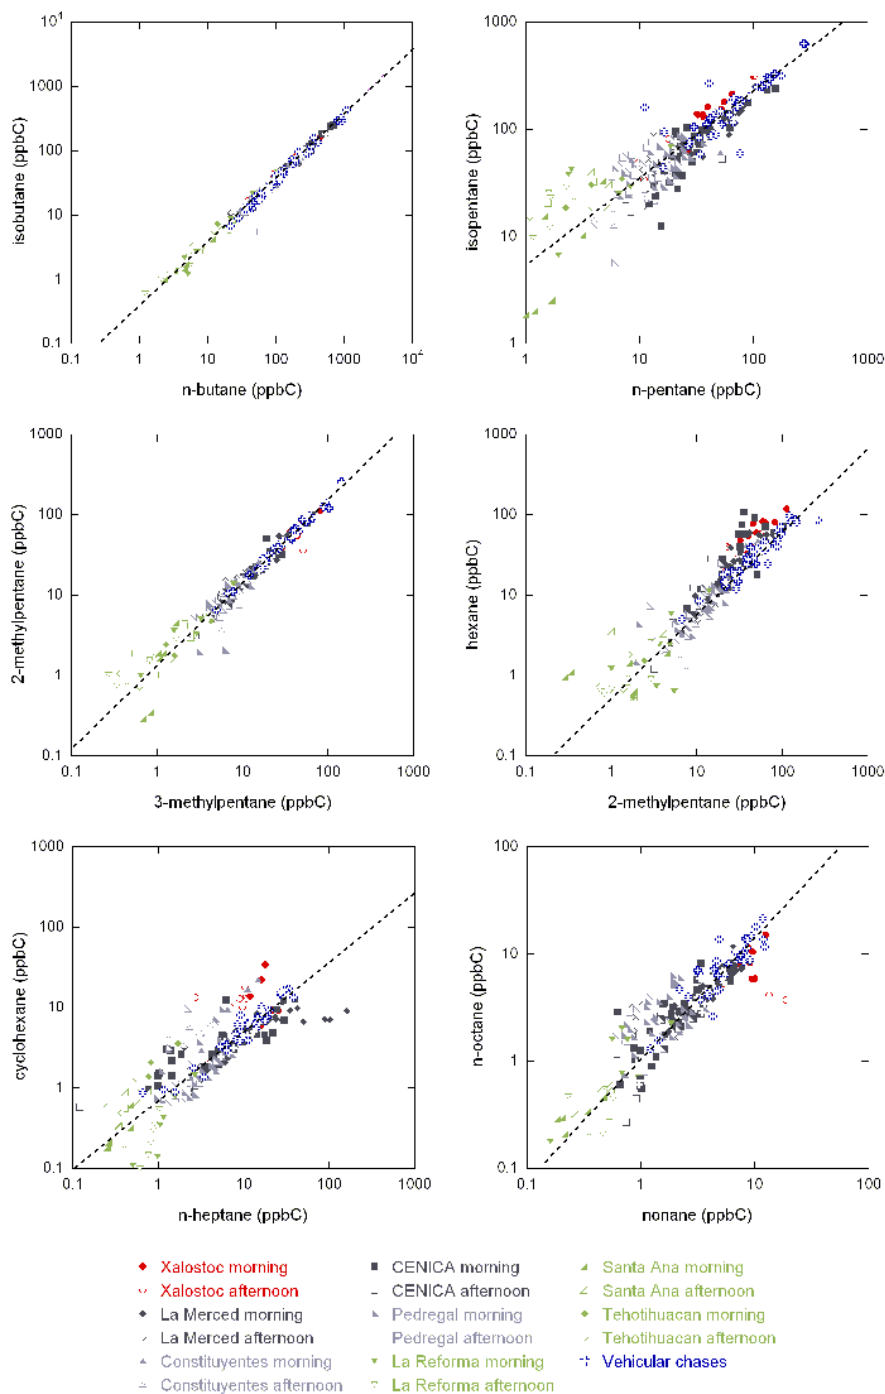 10⁴
1000
100
10
1
0.1
isobutane (ppbC)
0.1 1 10 100 1000 10⁴
n-butane (ppbC)
1000
100
10
1
isopentane (ppbC)
1 10 100 1000
n-pentane (ppbC)
1000
100
10
1
0.1
2-methylpentane (ppbC)
0.1 1 10 100 1000
3-methylpentane (ppbC)
1000
100
10
1
0.1
hexane (ppbC)
0.1 1 10 100 1000
2-methylpentane (ppbC)
1000
100
10
1
0.1
cyclohexane (ppbC)
0.1 1 10 100 1000
n-heptane (ppbC)
100
10
1
0.1
n-octane (ppbC)
0.1 1 10 100
nonane (ppbC)
Xalostoc morning
Xalostoc afternoon
La Merced morning
La Merced afternoon
Constituyentes morning
Constituyentes afternoon
CENICA morning
CENICA afternoon
Pedregal morning
Pedregal afternoon
La Reforma morning
La Reforma afternoon
Santa Ana morning
Santa Ana afternoon
Tehotihuacan morning
Tehotihuacan afternoon
Vehicular chases